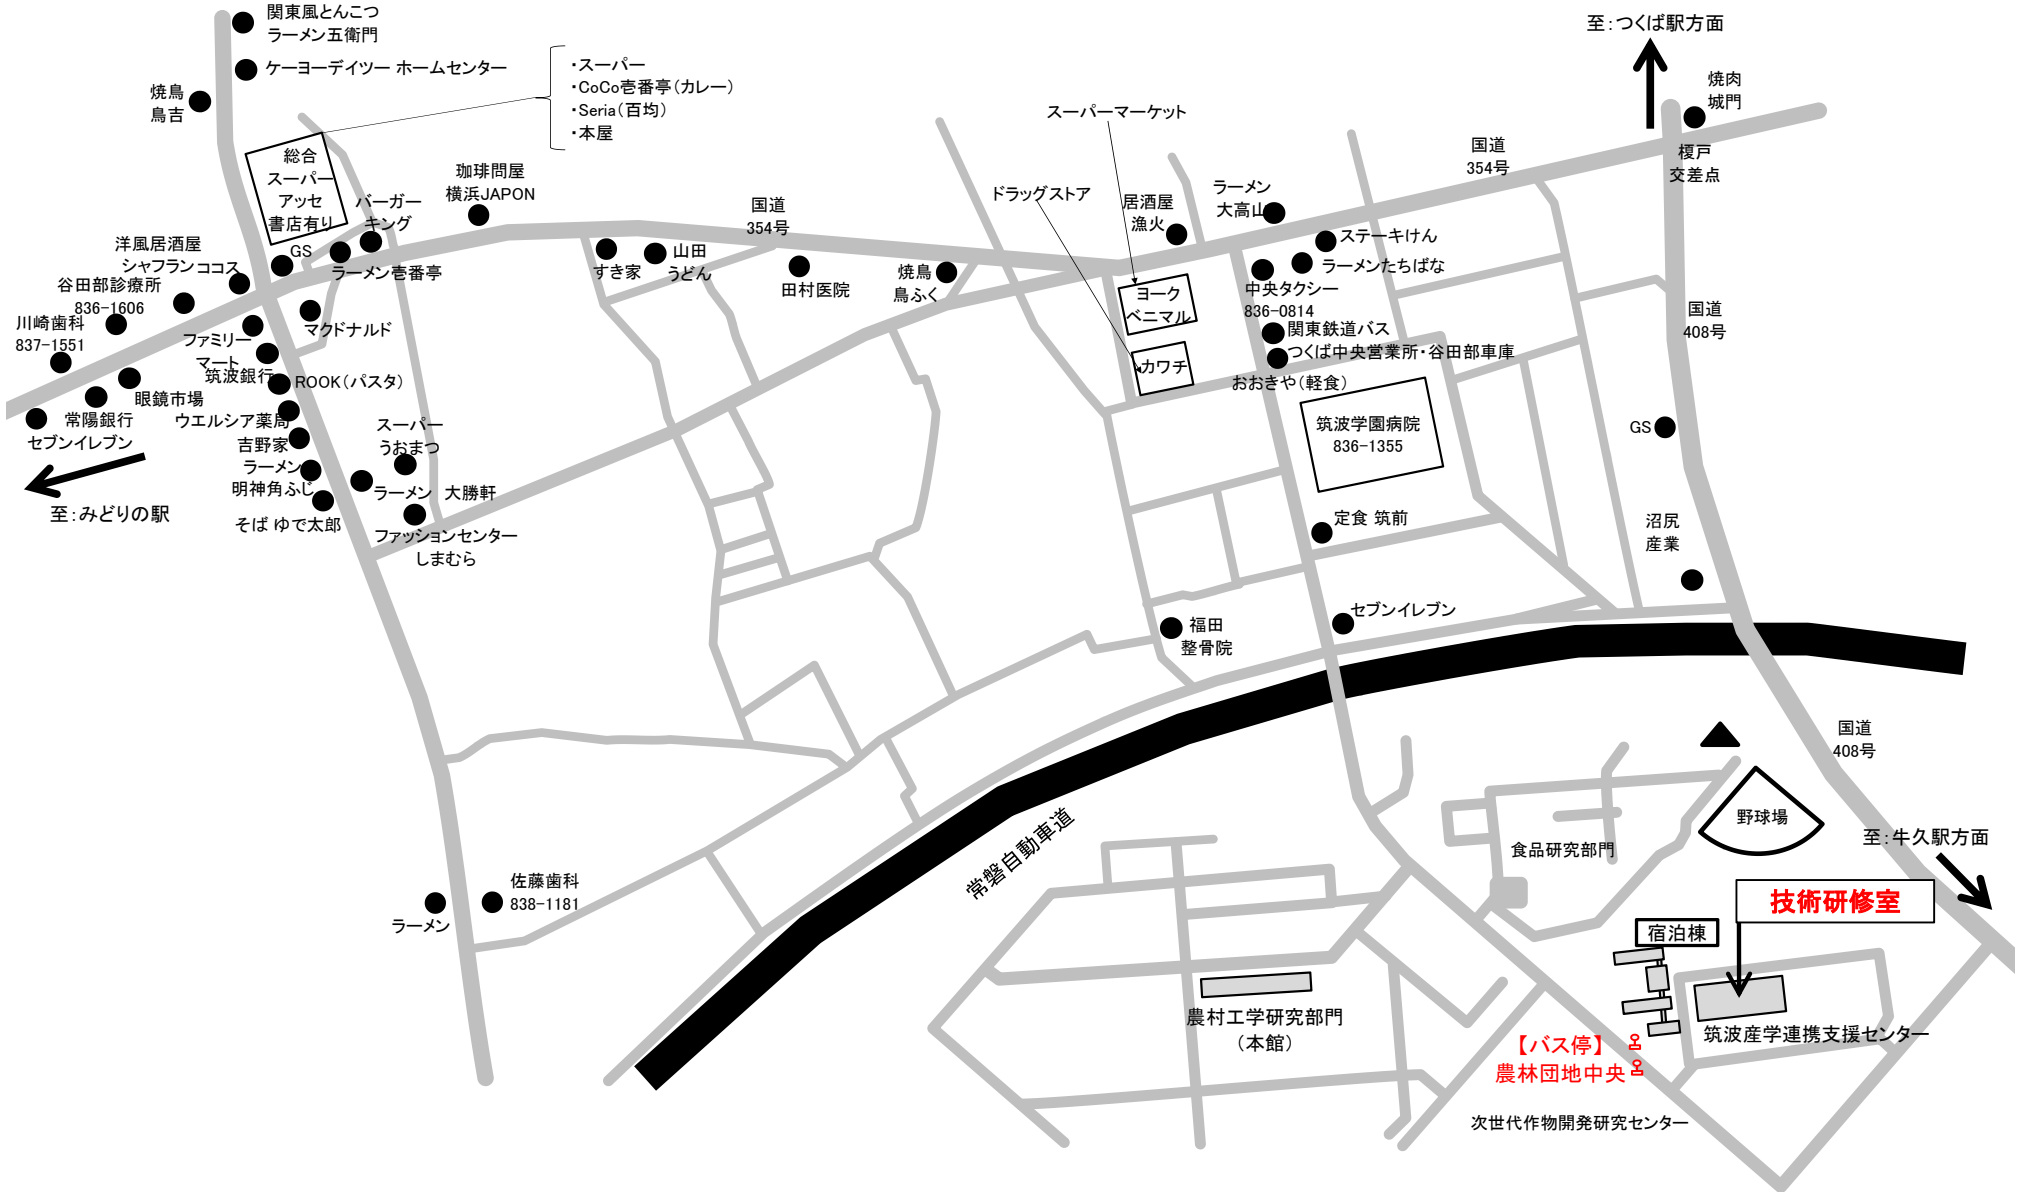 関東風とんこつ
ラーメン五衛門
ケーヨーデイツー ホームセンター
焼鳥
鳥吉
・スーパー
・CoCo壱番亭（カレー）
・Seria（百均）
・本屋
総合
スーパー
アッセ
書店有り
バーガー
キング
珈琲問屋
横浜JAPON
GS
ラーメン壱番亭
洋風居酒屋
シャフラン
ココス
谷田部診療所
836-1606
川崎歯科
837-1551
マクドナルド
ファミリー
マート
筑波銀行
ROOK（パスタ）
眼鏡市場
常陽銀行
セブンイレブン
ウエルシア薬局
吉野家
ラーメン
明神角ふじ
そば ゆで太郎
スーパー
うおまつ
ラーメン 大勝軒
ファッションセンター
しまむら
至：みどりの駅
すき家
山田
うどん
国道
354号
田村医院
焼鳥
鳥ふく
スーパーマーケット
ドラッグストア
居酒屋
漁火
ラーメン
大高山
ヨーク
ベニマル
カワチ
ステーキけん
ラーメンたちばな
中央タクシー
836-0814
関東鉄道バス
つくば中央営業所・谷田部車庫
おおきや（軽食）
筑波学園病院
836-1355
定食 筑前
セブンイレブン
福田
整骨院
国道
354号
至：つくば駅方面
焼肉
城門
榎戸
交差点
国道
408号
GS
沼尻
産業
国道
408号
野球場
至：牛久駅方面
食品研究部門
技術研修室
宿泊棟
筑波産学連携支援センター
【バス停】
農林団地中央
次世代作物開発研究センター
農村工学研究部門
（本館）
常磐自動車道
佐藤歯科
838-1181
ラーメン